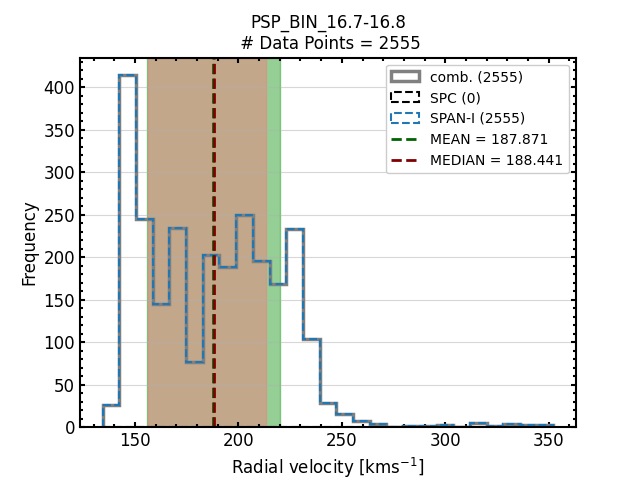 PSP_BIN_16.7-16.8
# Data Points = 2555
comb. (2555)
SPC (0)
SPAN-I (2555)
MEAN = 187.871
MEDIAN = 188.441
Frequency
400
350
300
250
200
150
100
50
0
150 200 250 300 350
Radial velocity [kms⁻¹]